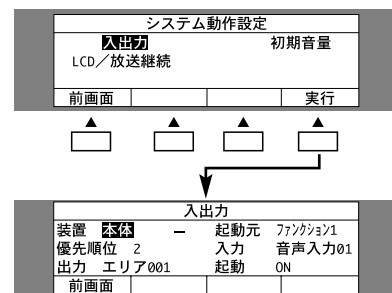 システム動作設定
入出力 初期音量
LCD／放送継続
前画面 実行
入出力
装置 本体 － 起動元 ﾌｧﾝｸｼｮﾝ1
優先順位 2 入力 音声入力01
出力 エリア001 起動 ON
前画面